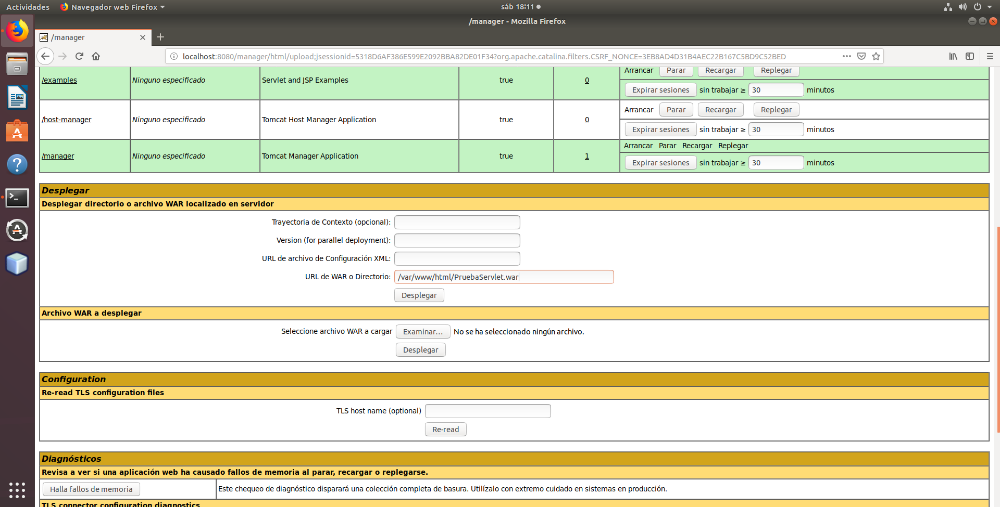 Actividades Navegador web Firefox sáb 18:11
/manager - Mozilla Firefox
/manager
localhost:8080/manager/html/upload;jsessionid=5318D6AF386E599E2092BBA82DE01F34?org.apache.catalina.filters.CSRF_NONCE=3EB8AD4D31B4AEC22B167C5BD9C52BED
Arrancar Parar Recargar Replegar
/examples Ninguno especificado Servlet and JSP Examples true 0
Expirar sesiones sin trabajar ≥ 30 minutos
Arrancar Parar Recargar Replegar
/host-manager Ninguno especificado Tomcat Host Manager Application true 0
Expirar sesiones sin trabajar ≥ 30 minutos
Arrancar Parar Recargar Replegar
/manager Ninguno especificado Tomcat Manager Application true 1
Expirar sesiones sin trabajar ≥ 30 minutos
Desplegar
Desplegar directorio o archivo WAR localizado en servidor
Trayectoria de Contexto (opcional):
Version (for parallel deployment):
URL de archivo de Configuración XML:
URL de WAR o Directorio: /var/www/html/PruebaServlet.war
Desplegar
Archivo WAR a desplegar
Seleccione archivo WAR a cargar Examinar... No se ha seleccionado ningún archivo.
Desplegar
Configuration
Re-read TLS configuration files
TLS host name (optional)
Re-read
Diagnósticos
Revisa a ver si una aplicación web ha causado fallos de memoria al parar, recargar o replegarse.
Halla fallos de memoria Este chequeo de diagnóstico disparará una colección completa de basura. Utilízalo con extremo cuidado en sistemas en producción.
TLS connector configuration diagnostics